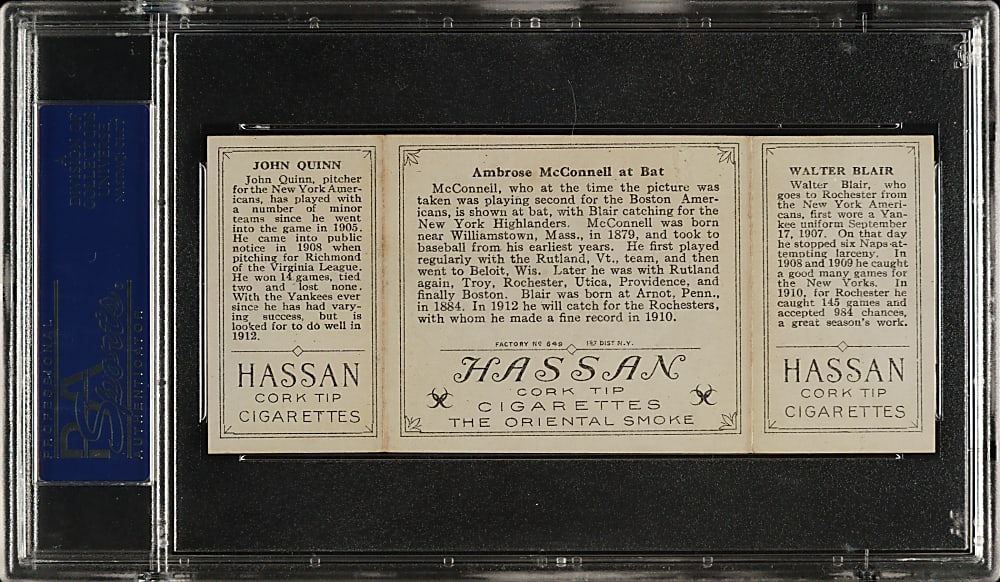 JOHN QUINN
John Quinn, pitcher
for the New York Amer-
icans, has played with
a number of minor
teams since he went
into the game in 1905.
He came into public
notice in 1908 when
pitching for Richmond
of the Virginia League.
He won 14 games, tied
two and lost none.
With the Yankees ever
since he has had vary-
ing success, but is
looked for to do well in
1912.
HASSAN
CORK TIP
CIGARETTES
Ambrose McConnell at Bat
McConnell, who at the time the picture was
taken was playing second for the Boston Amer-
icans, is shown at bat, with Blair catching for the
New York Highlanders. McConnell was born
near Williamstown, Mass., in 1879, and took to
baseball from his earliest years. He first played
regularly with the Rutland, Vt., team, and then
went to Beloit, Wis. Later he was with Rutland
again, Troy, Rochester, Utica, Providence, and
finally Boston. Blair was born at Arnot, Penn.,
in 1884. In 1912 he will catch for the Rochesters,
with whom he made a fine record in 1910.
FACTORY Nº 649 1ST DIST. N.Y.
HASSAN
CORK TIP
CIGARETTES
THE ORIENTAL SMOKE
WALTER BLAIR
Walter Blair, who
goes to Rochester from
the New York Ameri-
cans, first wore a Yan-
kee uniform September
17, 1907. On that day
he stopped six Naps at-
tempting larceny. In
1908 and 1909 he caught
a good many games for
the New Yorks. In
1910, for Rochester he
caught 145 games and
accepted 984 chances,
a great season's work.
HASSAN
CORK TIP
CIGARETTES
PROFESSIONAL
PSA
Sports
AUTHENTICATOR